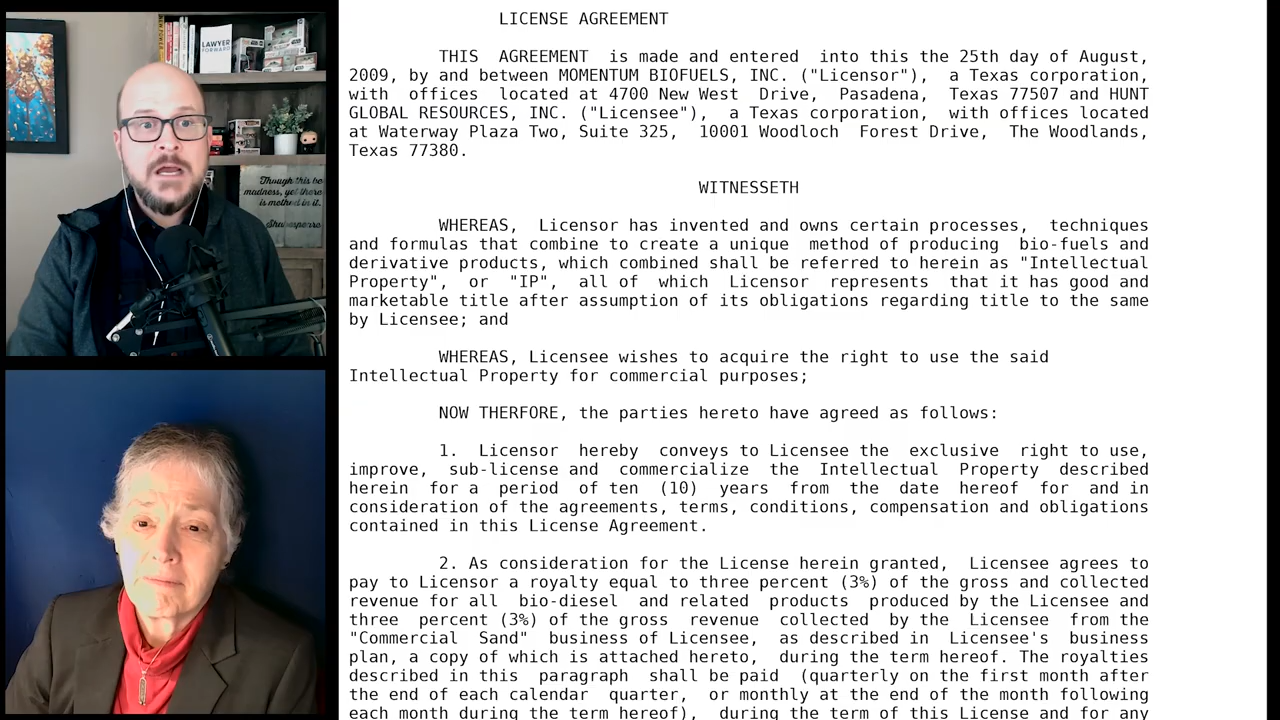 LAWYER
FORWARD
Though this be
madness, yet there
is method in it.
Shakespeare
LICENSE AGREEMENT
THIS AGREEMENT is made and entered into this the 25th day of August,
2009, by and between MOMENTUM BIOFUELS, INC. ("Licensor"), a Texas corporation,
with offices located at 4700 New West Drive, Pasadena, Texas 77507 and HUNT
GLOBAL RESOURCES, INC. ("Licensee"), a Texas corporation, with offices located
at Waterway Plaza Two, Suite 325, 10001 Woodloch Forest Drive, The Woodlands,
Texas 77380.
WITNESSETH
WHEREAS, Licensor has invented and owns certain processes, techniques
and formulas that combine to create a unique method of producing bio-fuels and
derivative products, which combined shall be referred to herein as "Intellectual
Property", or "IP", all of which Licensor represents that it has good and
marketable title after assumption of its obligations regarding title to the same
by Licensee; and
WHEREAS, Licensee wishes to acquire the right to use the said
Intellectual Property for commercial purposes;
NOW THERFORE, the parties hereto have agreed as follows:
1. Licensor hereby conveys to Licensee the exclusive right to use,
improve, sub-license and commercialize the Intellectual Property described
herein for a period of ten (10) years from the date hereof for and in
consideration of the agreements, terms, conditions, compensation and obligations
contained in this License Agreement.
2. As consideration for the License herein granted, Licensee agrees to
pay to Licensor a royalty equal to three percent (3%) of the gross and collected
revenue for all bio-diesel and related products produced by the Licensee and
three percent (3%) of the gross revenue collected by the Licensee from the
"Commercial Sand" business of Licensee, as described in Licensee's business
plan, a copy of which is attached hereto, during the term hereof. The royalties
described in this paragraph shall be paid (quarterly on the first month after
the end of each calendar quarter, or monthly at the end of the month following
each month during the term hereof), during the term of this License and for any